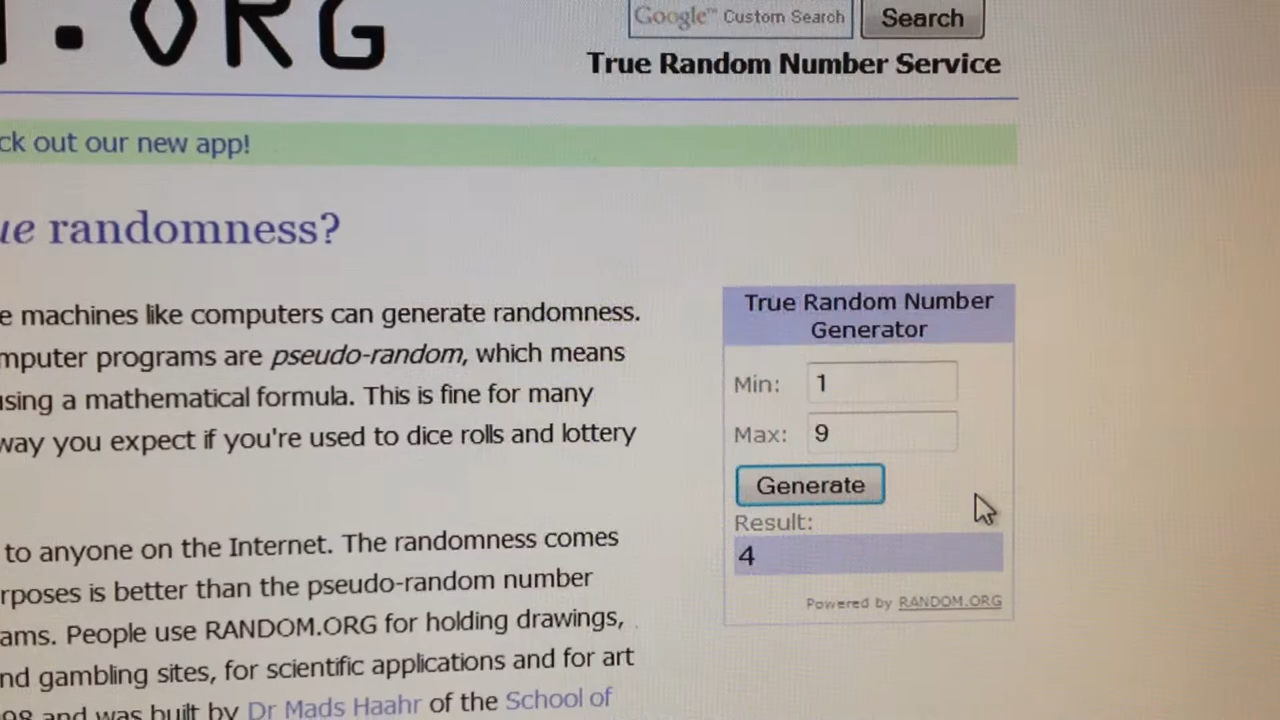 .ORG
Google™ Custom Search Search
True Random Number Service
ck out our new app!
ue randomness?
e machines like computers can generate randomness.
mputer programs are pseudo-random, which means
using a mathematical formula. This is fine for many
way you expect if you're used to dice rolls and lottery
to anyone on the Internet. The randomness comes
rposes is better than the pseudo-random number
ams. People use RANDOM.ORG for holding drawings,
nd gambling sites, for scientific applications and for art
98 and was built by Dr Mads Haahr of the School of
True Random Number
Generator
Min: 1
Max: 9
Generate
Result:
4
Powered by RANDOM.ORG